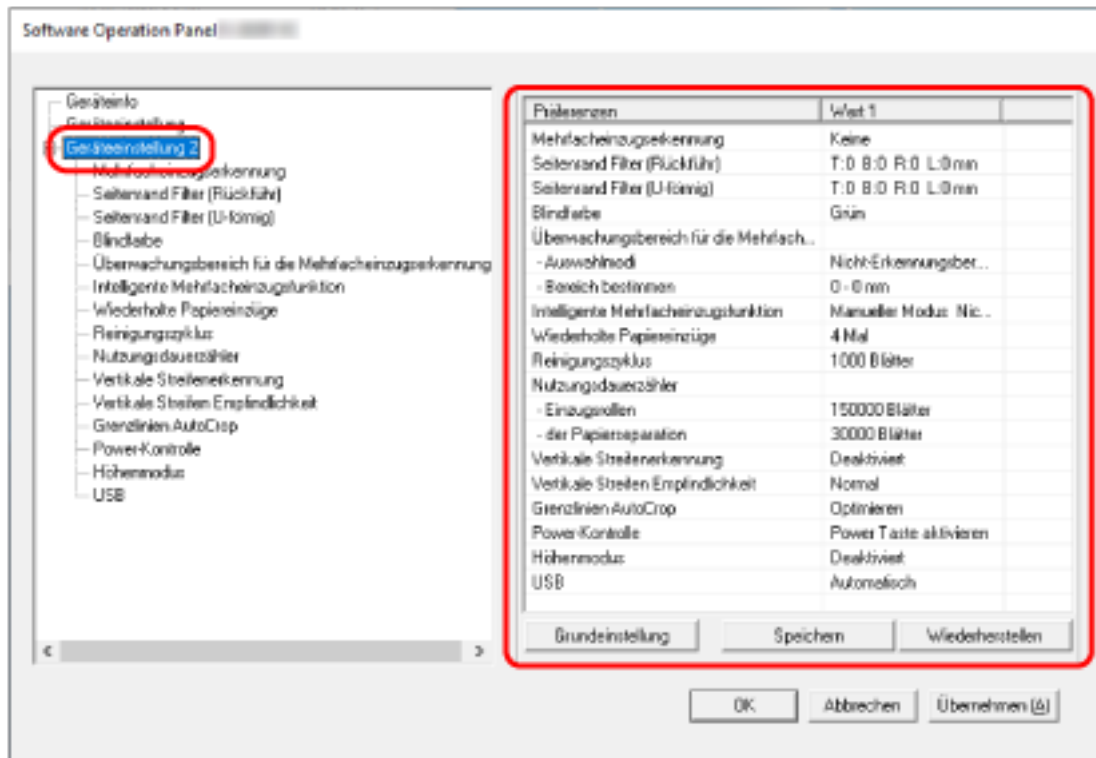 Software Operation Panel
Geräteinfo
Geräteeinstellung
Geräteeinstellung 2
Mehrfacheinzugserkennung
Seitenrand Filter (Rückführ)
Seitenrand Filter (U-förmig)
Blindfarbe
Überwachungsbereich für die Mehrfacheinzugserkennung
Intelligente Mehrfacheinzugsfunktion
Wiederholte Papiereinzüge
Reinigungszyklus
Nutzungsdauerzähler
Vertikale Streifenerkennung
Vertikale Streifen Empfindlichkeit
Grenzlinien AutoCrop
Power-Kontrolle
Höhenmodus
USB
Präferenzen Wert 1
Mehrfacheinzugserkennung Keine
Seitenrand Filter (Rückführ) T:0 B:0 R:0 L:0 mm
Seitenrand Filter (U-förmig) T:0 B:0 R:0 L:0 mm
Blindfarbe Grün
Überwachungsbereich für die Mehrfach...
- Auswahlmodi Nicht-Erkennungsber...
- Bereich bestimmen 0 - 0 mm
Intelligente Mehrfacheinzugsfunktion Manueller Modus Nic...
Wiederholte Papiereinzüge 4 Mal
Reinigungszyklus 1000 Blätter
Nutzungsdauerzähler
- Einzugsrollen 150000 Blätter
- der Papierseparation 30000 Blätter
Vertikale Streifenerkennung Deaktiviert
Vertikale Streifen Empfindlichkeit Normal
Grenzlinien AutoCrop Optimieren
Power-Kontrolle Power Taste aktivieren
Höhenmodus Deaktiviert
USB Automatisch
Grundeinstellung Speichern Wiederherstellen
OK Abbrechen Übernehmen (A)